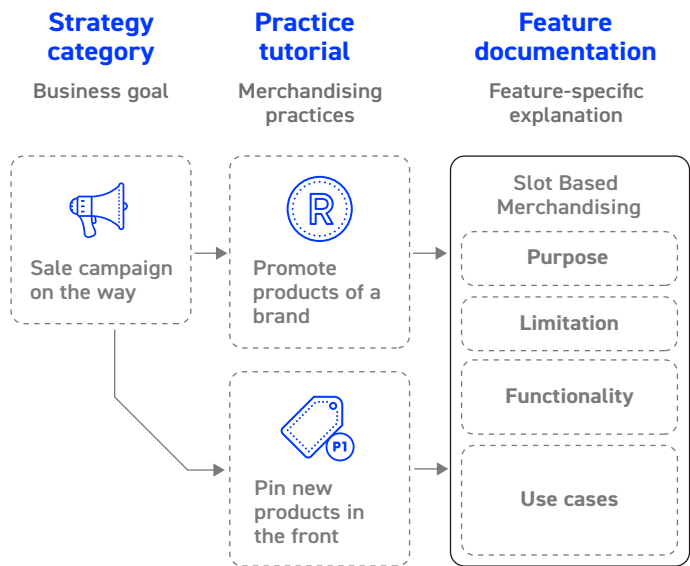 Strategy
category
Business goal
Practice
tutorial
Merchandising
practices
Feature
documentation
Feature-specific
explanation
Sale campaign
on the way
R
Promote
products of a
brand
P1
Pin new
products in
the front
Slot Based
Merchandising
Purpose
Limitation
Functionality
Use cases